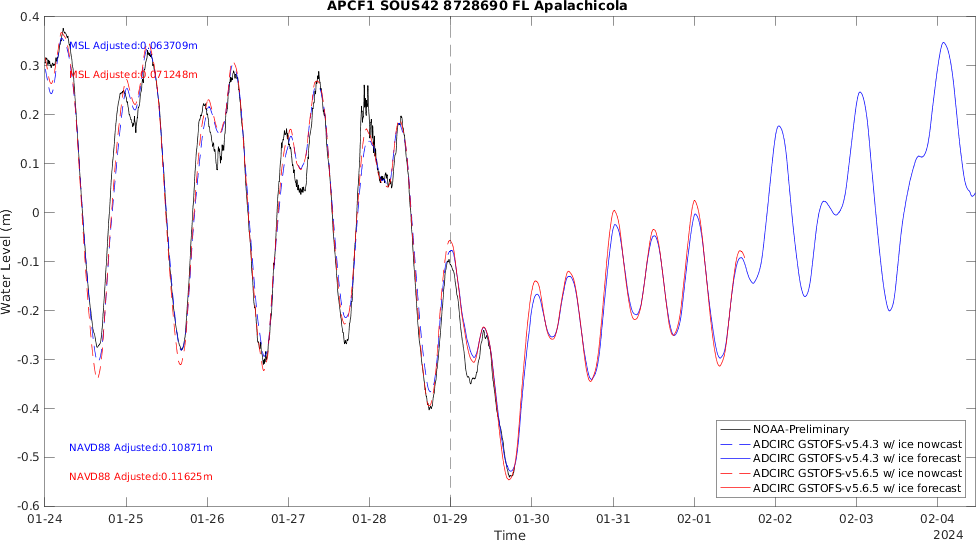 APCF1 SOUS42 8728690 FL Apalachicola
0.4
0.3
0.2
0.1
0
-0.1
-0.2
-0.3
-0.4
-0.5
-0.6
Water Level (m)
MSL Adjusted:0.063709m
MSL Adjusted:0.071248m
NAVD88 Adjusted:0.10871m
NAVD88 Adjusted:0.11625m
NOAA-Preliminary
ADCIRC GSTOFS-v5.4.3 w/ ice nowcast
ADCIRC GSTOFS-v5.4.3 w/ ice forecast
ADCIRC GSTOFS-v5.6.5 w/ ice nowcast
ADCIRC GSTOFS-v5.6.5 w/ ice forecast
01-24 01-25 01-26 01-27 01-28 01-29 01-30 01-31 02-01 02-02 02-03 02-04
2024
Time